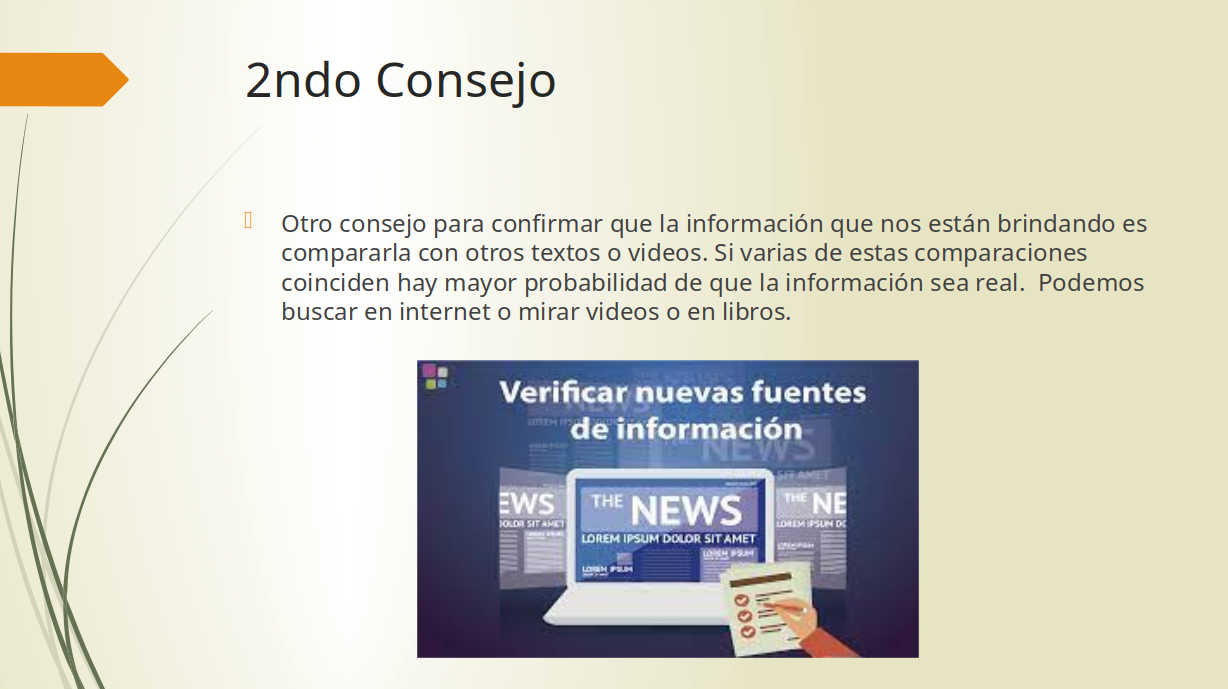 2ndo Consejo
Otro consejo para confirmar que la información que nos están brindando es
compararla con otros textos o videos. Si varias de estas comparaciones
coinciden hay mayor probabilidad de que la información sea real.  Podemos
buscar en internet o mirar videos o en libros.
Verificar nuevas fuentes
de información
NEWS
NEWS
SIT AMET
EWS
DOLOR SIT AMET
THE NEWS
LOREM IPSUM DOLOR SIT AMET
LOREM IPSUM
LOREM IPSUM
THE NE
LOREM IPSUM DO